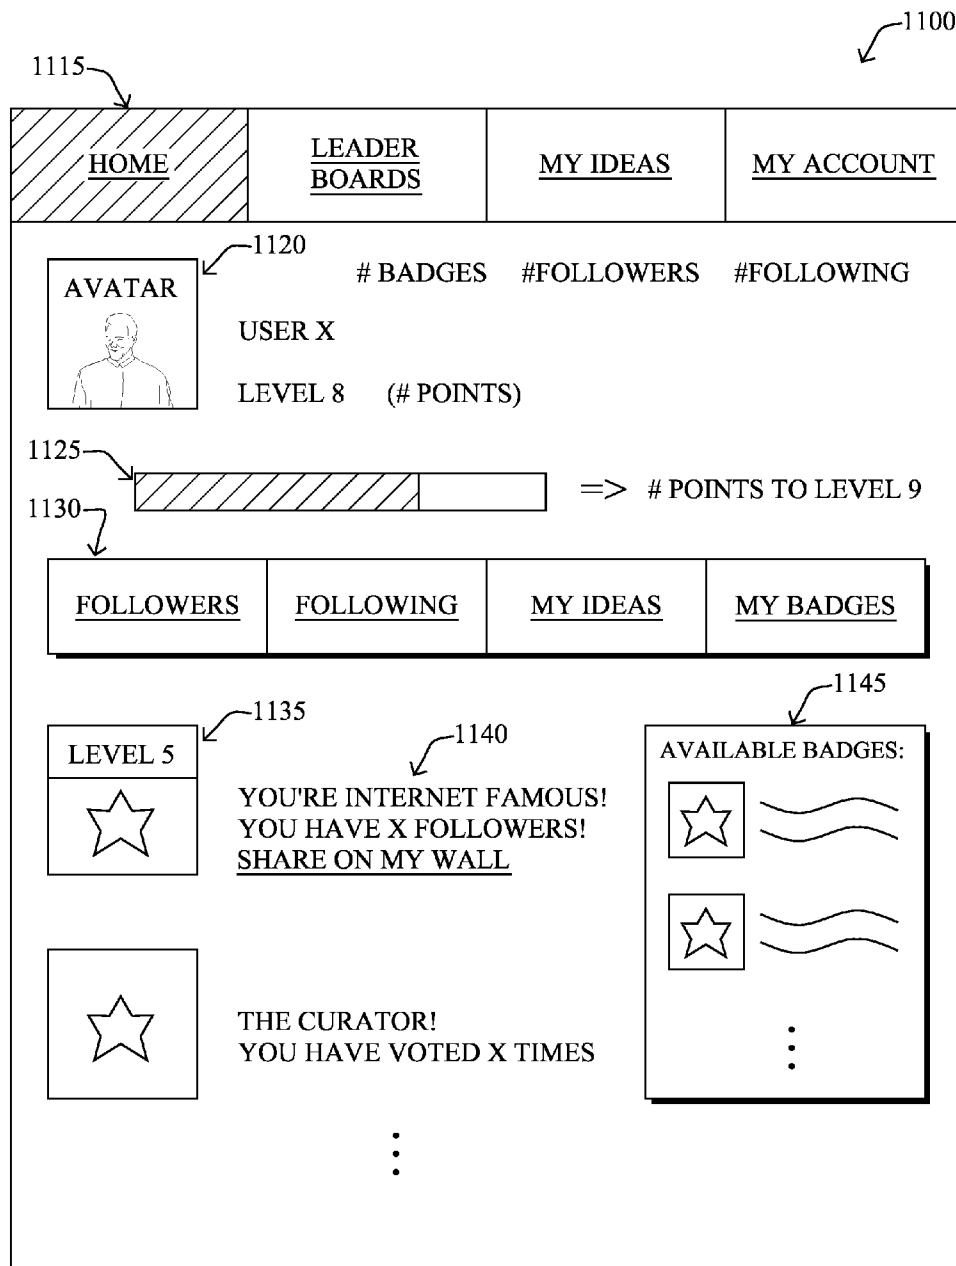 1100
1115
HOME
LEADER
BOARDS
MY IDEAS
MY ACCOUNT
1120
AVATAR
# BADGES #FOLLOWERS #FOLLOWING
USER X
LEVEL 8 (# POINTS)
1125
=> # POINTS TO LEVEL 9
1130
FOLLOWERS
FOLLOWING
MY IDEAS
MY BADGES
1135
LEVEL 5
1140
YOU'RE INTERNET FAMOUS!
YOU HAVE X FOLLOWERS!
SHARE ON MY WALL
1145
AVAILABLE BADGES:
THE CURATOR!
YOU HAVE VOTED X TIMES